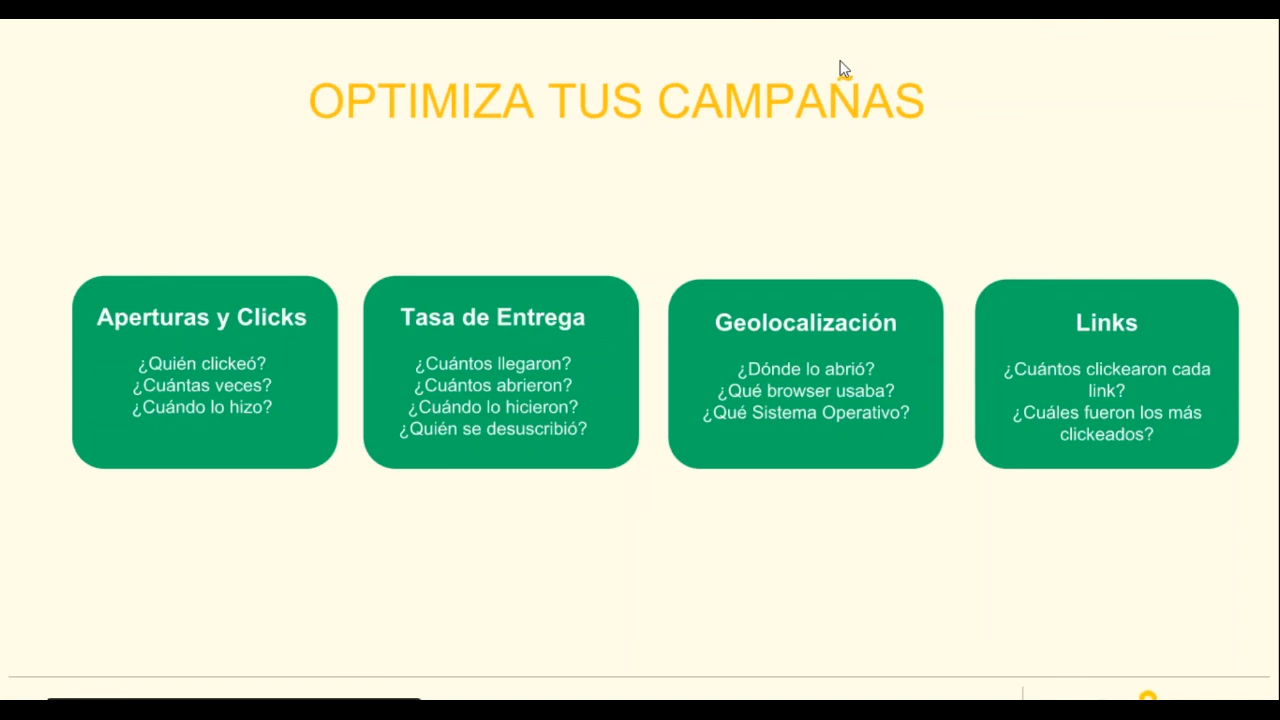 OPTIMIZA TUS CAMPAÑAS
Aperturas y Clicks
¿Quién clickeó?
¿Cuántas veces?
¿Cuándo lo hizo?
Tasa de Entrega
¿Cuántos llegaron?
¿Cuántos abrieron?
¿Cuándo lo hicieron?
¿Quién se desuscribió?
Geolocalización
¿Dónde lo abrió?
¿Qué browser usaba?
¿Qué Sistema Operativo?
Links
¿Cuántos clickearon cada
link?
¿Cuáles fueron los más
clickeados?